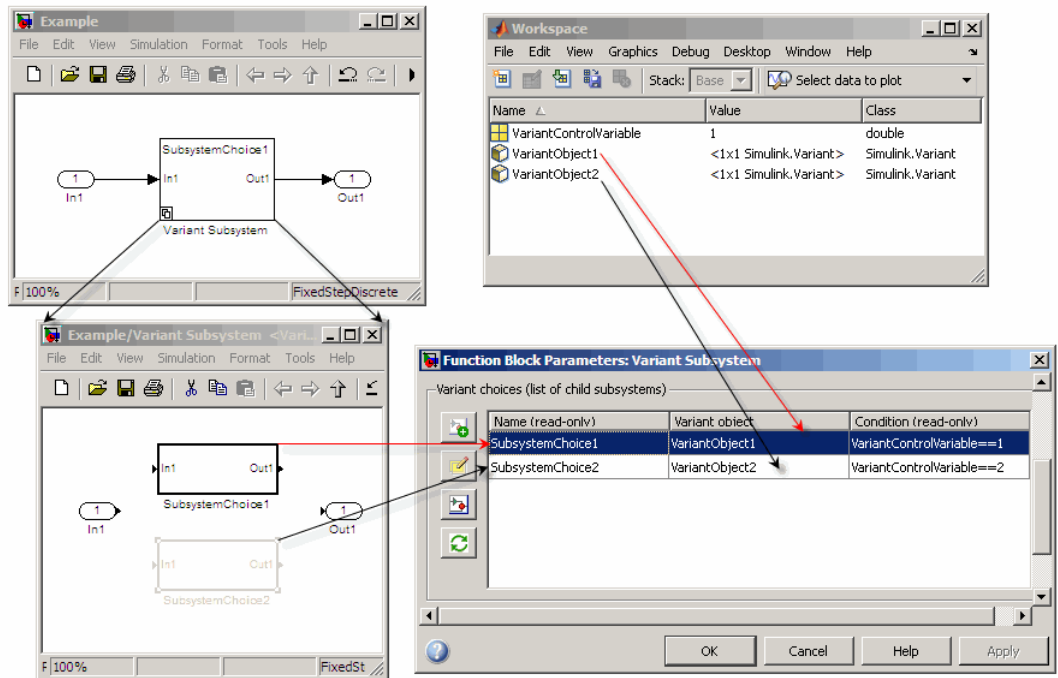 Example
File Edit View Simulation Format Tools Help
SubsystemChoice1
In1 Out1
1
In1
1
Out1
Variant Subsystem
F 100% FixedStepDiscrete
Workspace
File Edit View Graphics Debug Desktop Window Help
Stack: Base Select data to plot
Name Value Class
VariantControlVariable 1 double
VariantObject1 <1x1 Simulink.Variant> Simulink.Variant
VariantObject2 <1x1 Simulink.Variant> Simulink.Variant
Example/Variant Subsystem <Vari...
File Edit View Simulation Format Tools Help
In1 Out1
SubsystemChoice1
1
In1
1
Out1
In1 Out1
SubsystemChoice2
F 100% FixedSt
Function Block Parameters: Variant Subsystem
Variant choices (list of child subsystems)
Name (read-only) Variant object Condition (read-only)
SubsystemChoice1 VariantObject1 VariantControlVariable==1
SubsystemChoice2 VariantObject2 VariantControlVariable==2
OK Cancel Help Apply